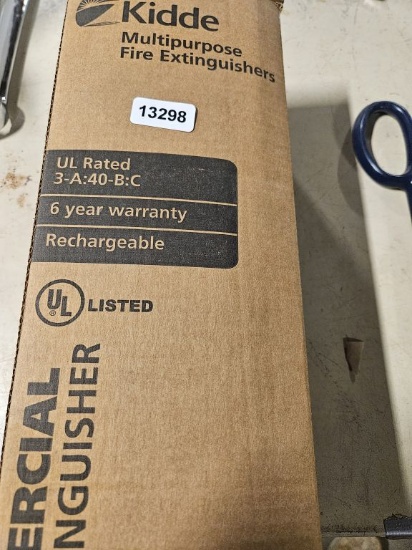 Kidde
Multipurpose
Fire Extinguishers
13298
UL Rated
3-A:40-B:C
6 year warranty
Rechargeable
UL LISTED
ERCIAL
NGUISHER